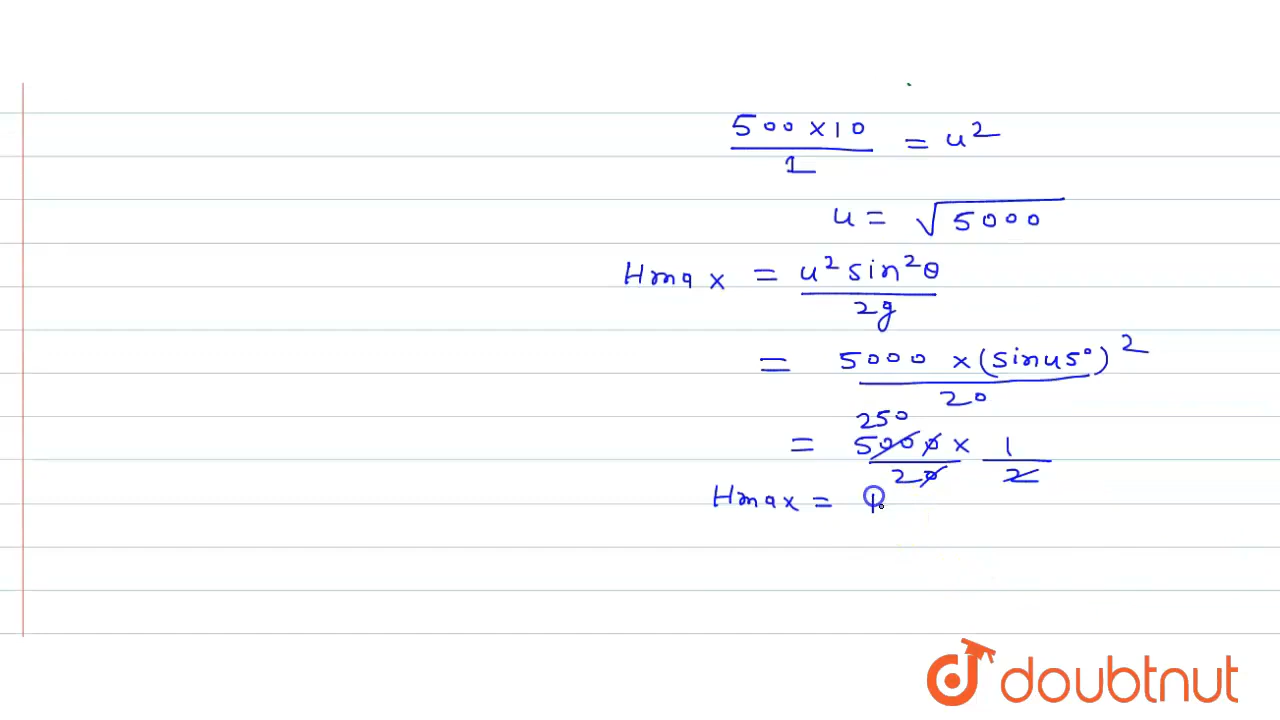 500 x 10 / 1 = u²
u = √5000
Hmax = u² sin²θ / 2g
= 5000 x (sin45°)² / 20
250
= 5000 / 20 x 1 / 2
Hmax = 1
doubtnut